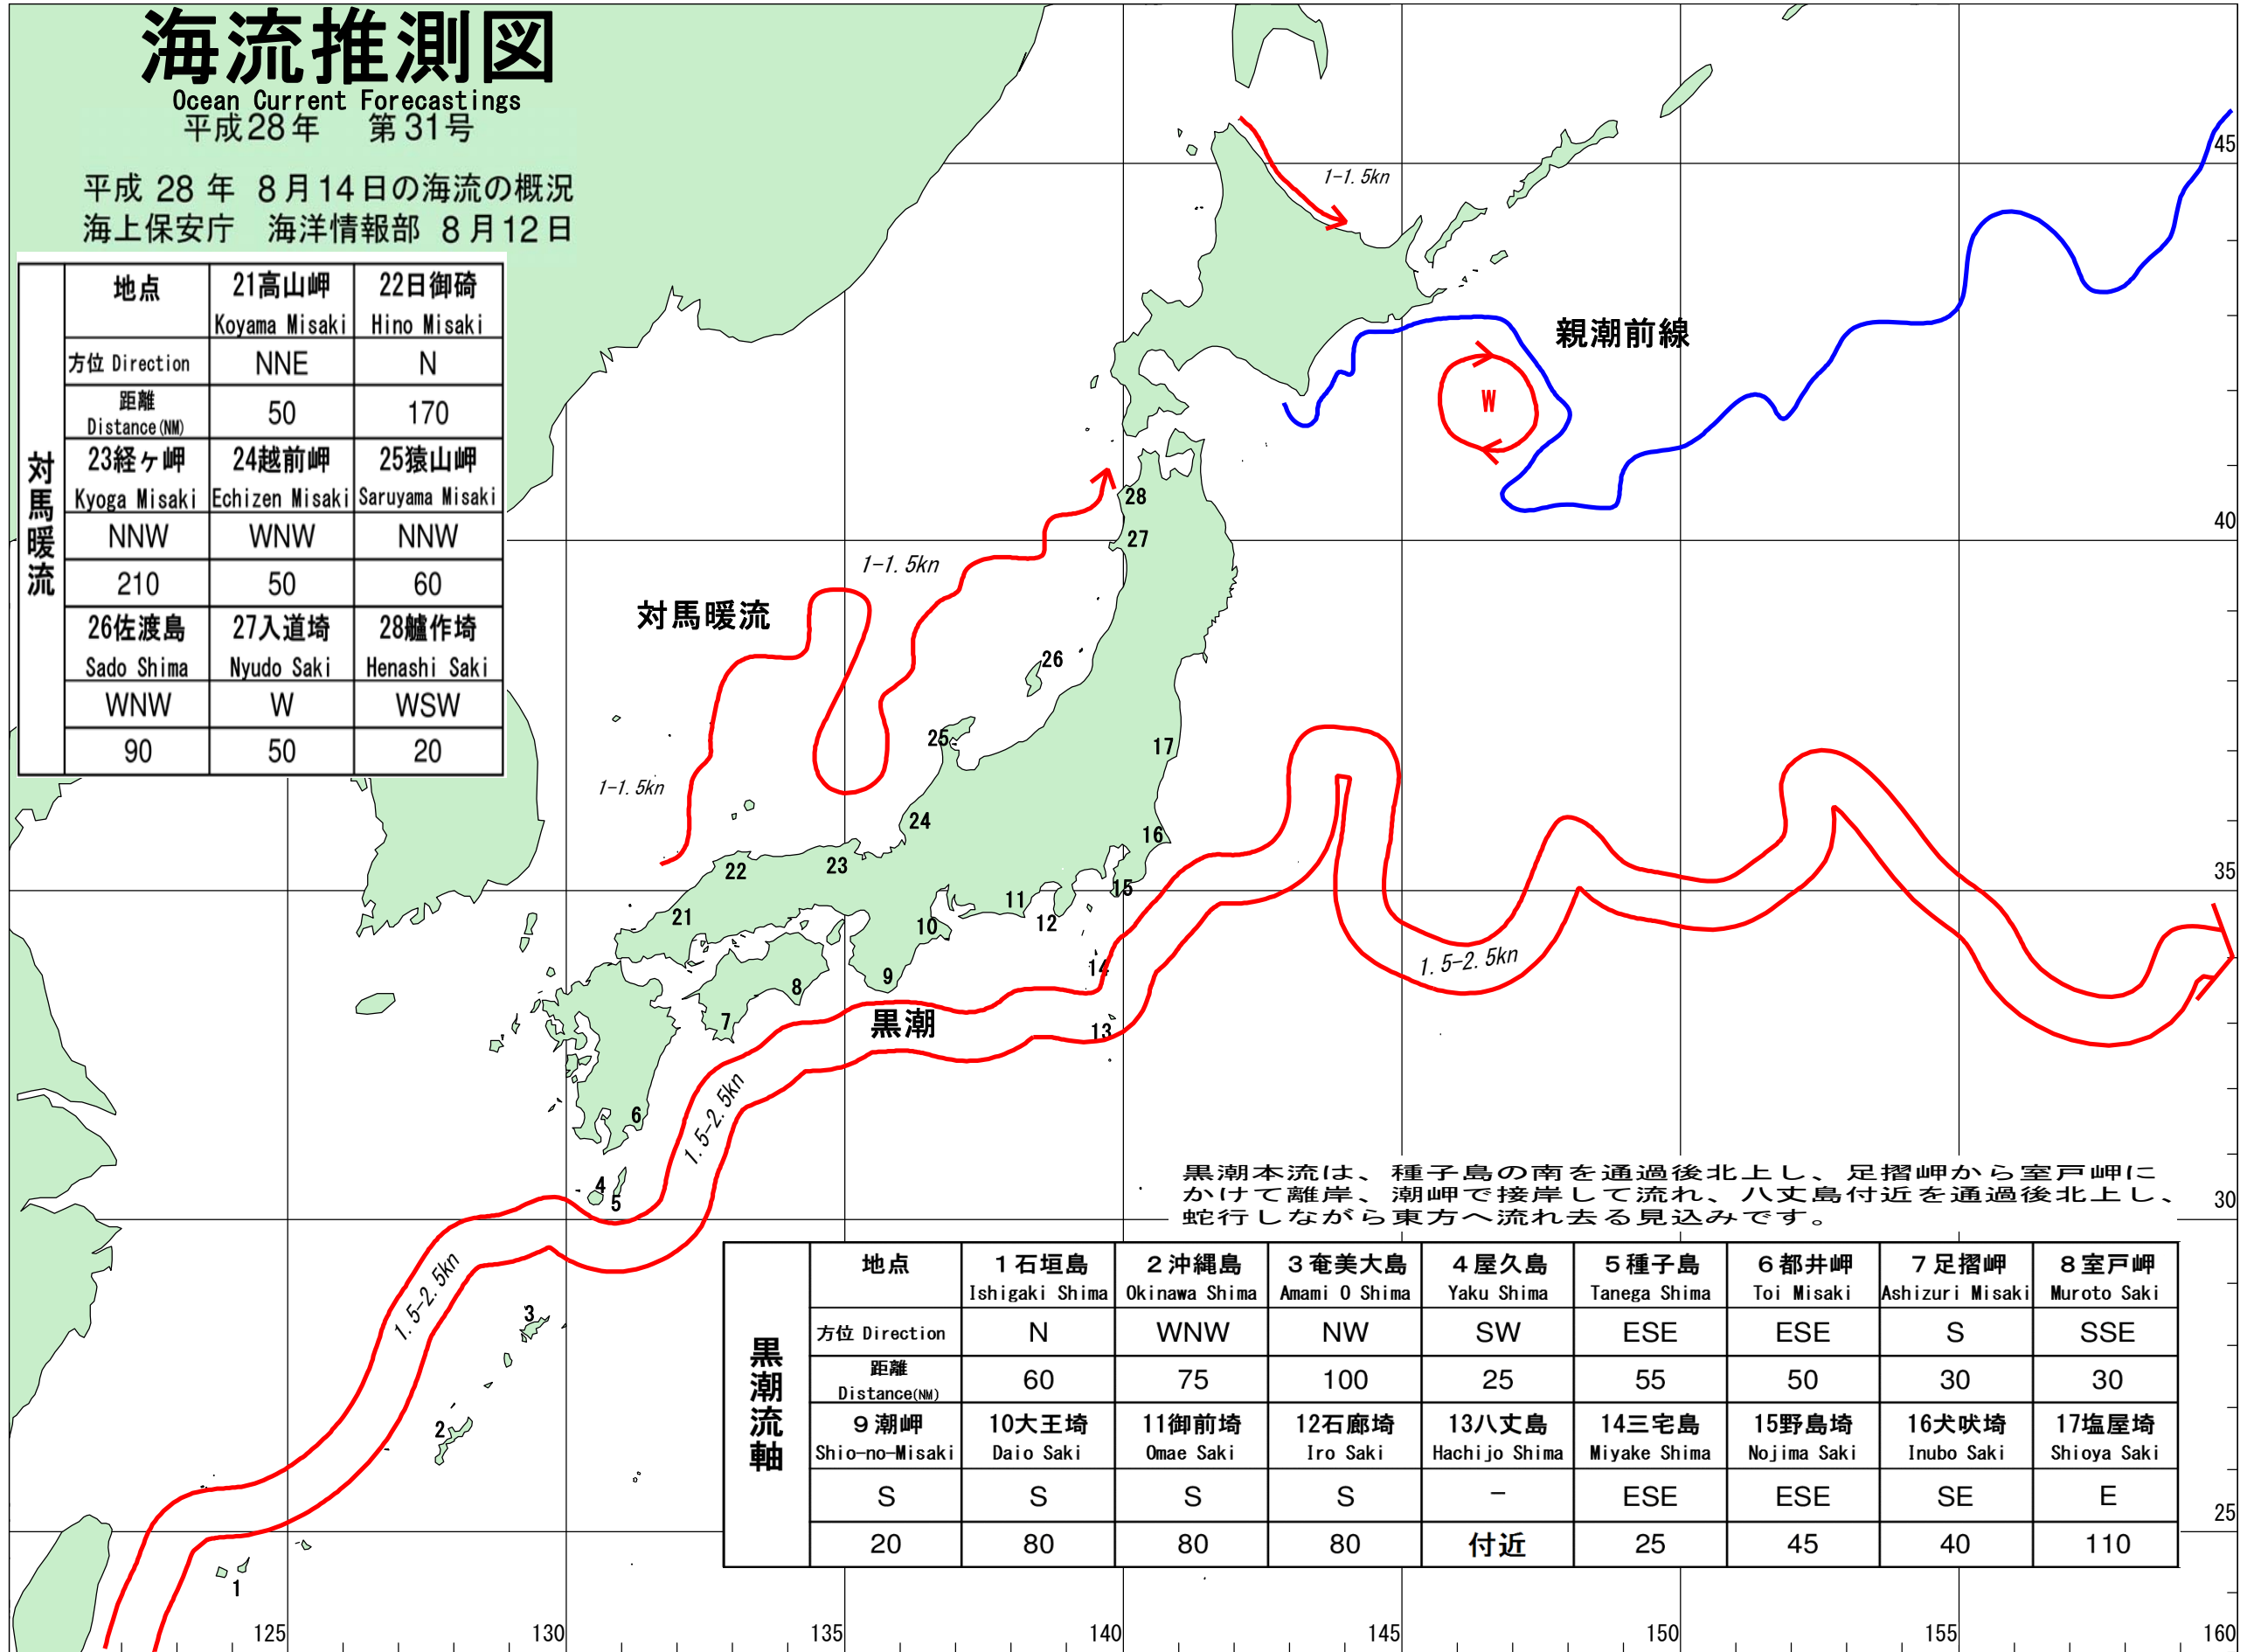 海流推測図
Ocean Current Forecastings
平成28年　第31号
平成 28 年 8月14日の海流の概況
海上保安庁　海洋情報部 8月12日
対馬暖流
地点 21高山岬 22日御碕
Koyama Misaki Hino Misaki
方位 Direction NNE N
距離 Distance(NM) 50 170
23経ヶ岬 24越前岬 25猿山岬
Kyoga Misaki Echizen Misaki Saruyama Misaki
NNW WNW NNW
210 50 60
26佐渡島 27入道埼 28艫作埼
Sado Shima Nyudo Saki Henashi Saki
WNW W WSW
90 50 20
1-1.5kn
親潮前線
W
28
27
1-1.5kn
対馬暖流
26
25
17
1-1.5kn
24
16
22
23
15
11
12
21
10
14
1.5-2.5kn
9
8
7
黒潮
13
1.5-2.5kn
6
4
5
1.5-2.5kn
3
2
1
45
40
35
30
25
黒潮本流は、種子島の南を通過後北上し、足摺岬から室戸岬に
かけて離岸、潮岬で接岸して流れ、八丈島付近を通過後北上し、
蛇行しながら東方へ流れ去る見込みです。
黒潮流軸
地点 1石垣島 2沖縄島 3奄美大島 4屋久島 5種子島 6都井岬 7足摺岬 8室戸岬
Ishigaki Shima Okinawa Shima Amami O Shima Yaku Shima Tanega Shima Toi Misaki Ashizuri Misaki Muroto Saki
方位 Direction N WNW NW SW ESE ESE S SSE
距離 Distance(NM) 60 75 100 25 55 50 30 30
9潮岬 10大王埼 11御前埼 12石廊埼 13八丈島 14三宅島 15野島埼 16犬吠埼 17塩屋埼
Shio-no-Misaki Daio Saki Omae Saki Iro Saki Hachijo Shima Miyake Shima Nojima Saki Inubo Saki Shioya Saki
S S S S － ESE ESE SE E
20 80 80 80 付近 25 45 40 110
125 130 135 140 145 150 155 160